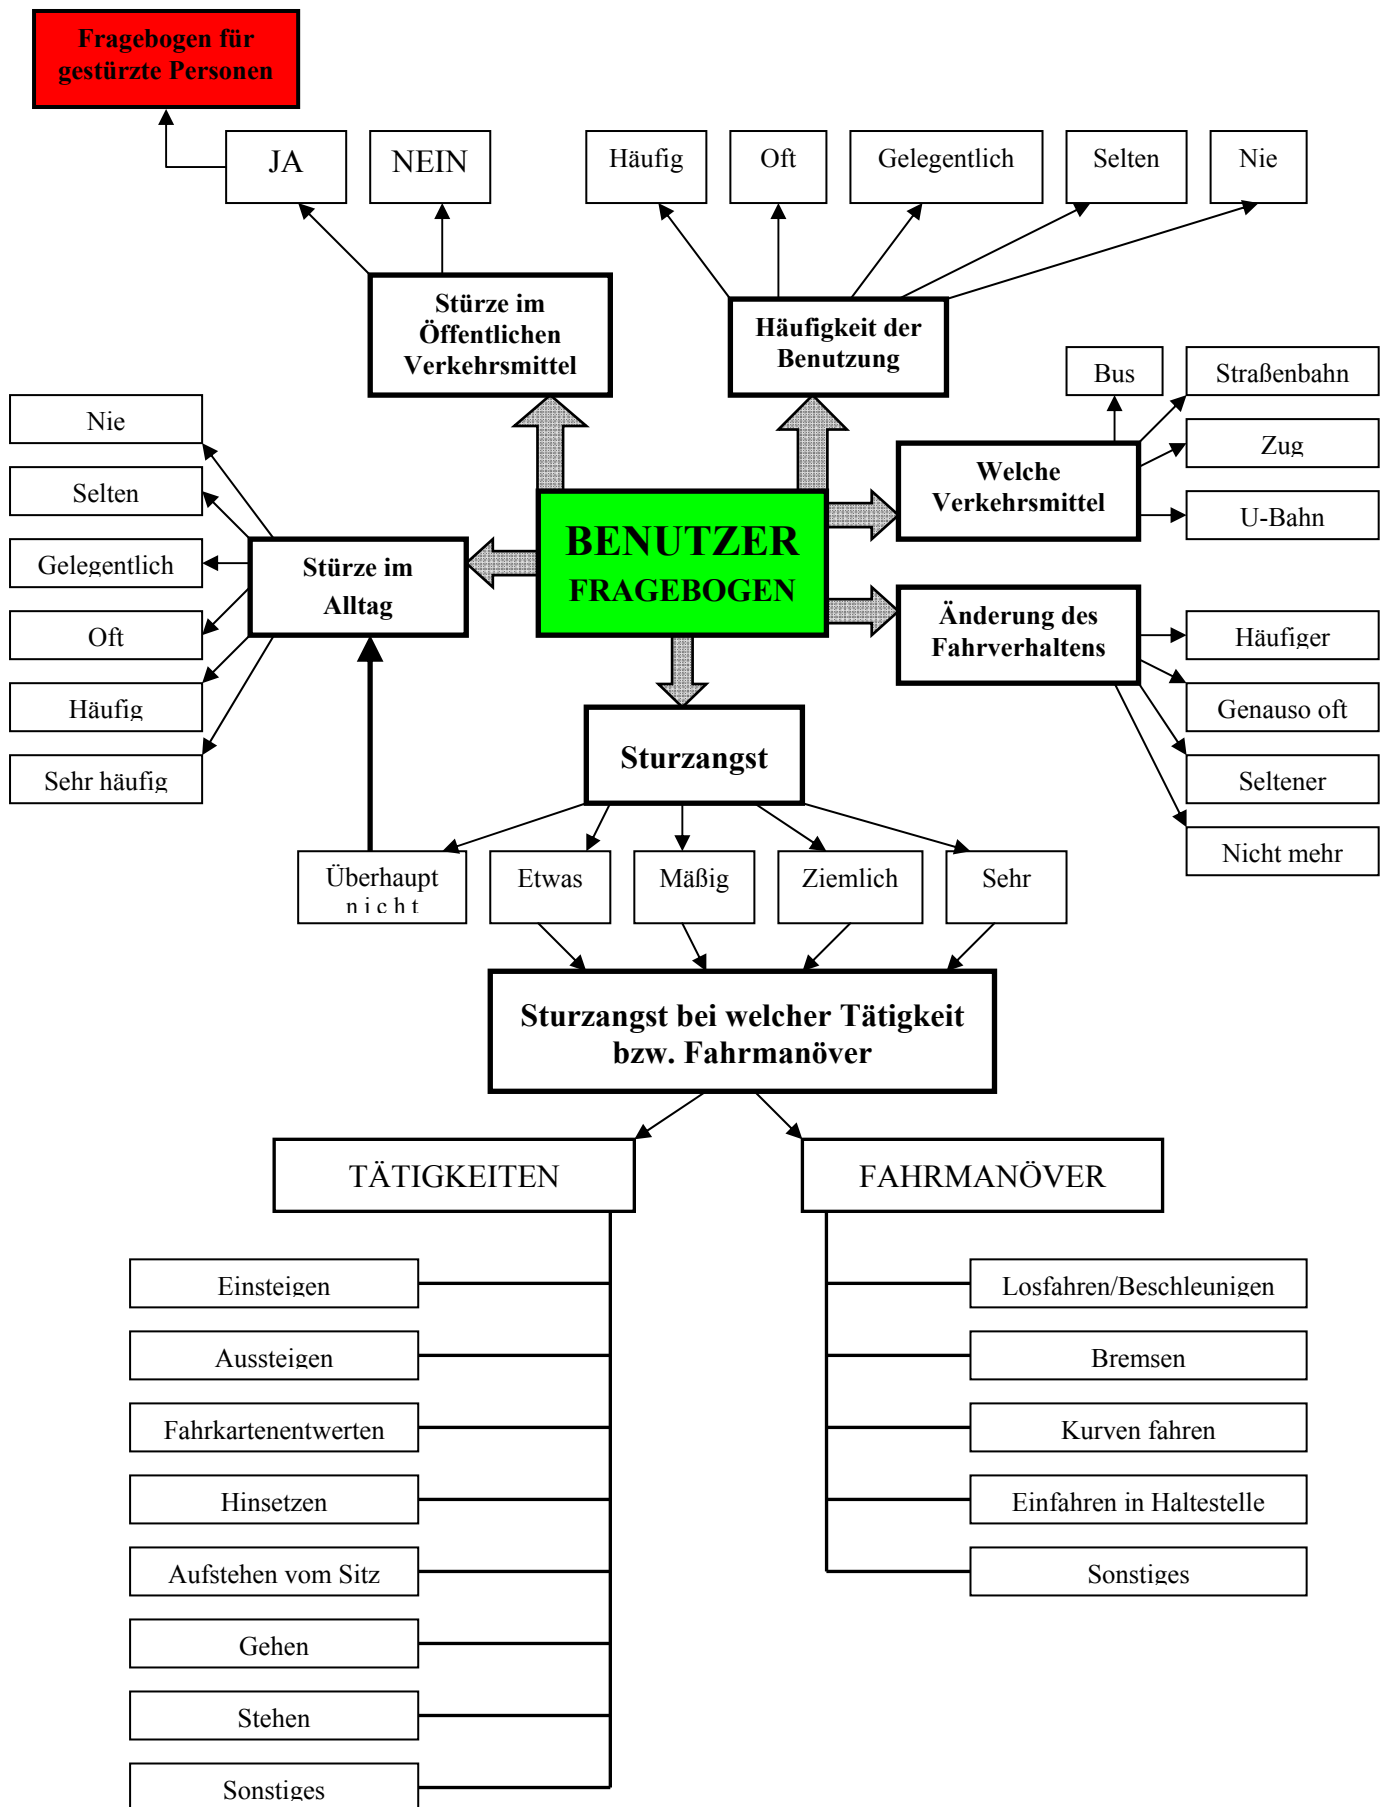 Fragebogen für
gestürzte Personen
JA
NEIN
Häufig
Oft
Gelegentlich
Selten
Nie
Stürze im
Öffentlichen
Verkehrsmittel
Häufigkeit der
Benutzung
Bus
Straßenbahn
Zug
U-Bahn
Welche
Verkehrsmittel
Nie
Selten
Gelegentlich
Oft
Häufig
Sehr häufig
Stürze im
Alltag
BENUTZER
FRAGEBOGEN
Änderung des
Fahrverhaltens
Häufiger
Genauso oft
Seltener
Nicht mehr
Sturzangst
Überhaupt
nicht
Etwas
Mäßig
Ziemlich
Sehr
Sturzangst bei welcher Tätigkeit
bzw. Fahrmanöver
TÄTIGKEITEN
FAHRMANÖVER
Einsteigen
Aussteigen
Fahrkartenentwerten
Hinsetzen
Aufstehen vom Sitz
Gehen
Stehen
Sonstiges
Losfahren/Beschleunigen
Bremsen
Kurven fahren
Einfahren in Haltestelle
Sonstiges